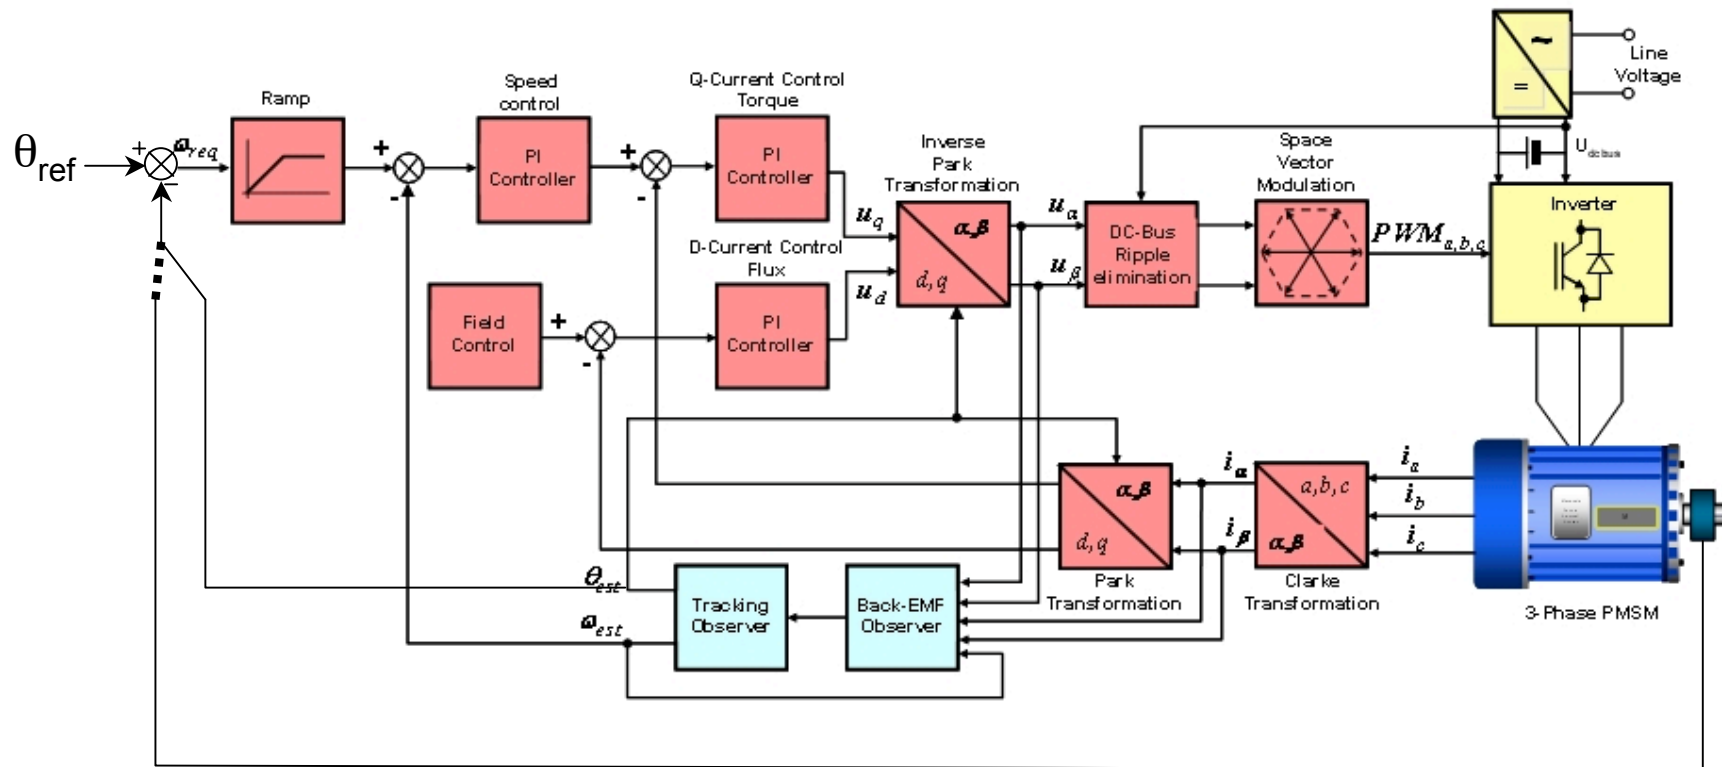 θref
+
−
ωreq
Ramp
+
-
Speed
control
PI
Controller
+
-
Q-Current Control
Torque
PI
Controller
uq
D-Current Control
Flux
ud
PI
Controller
Field
Control
+
-
Inverse
Park
Transformation
α,β
d,q
uα
uβ
DC-Bus
Ripple
elimination
Space
Vector
Modulation
PWMa,b,c
~
=
Line
Voltage
Udcbus
Inverter
α,β
d,q
Park
Transformation
iα
iβ
a,b,c
α,β
Clarke
Transformation
ia
ib
ic
3-Phase PMSM
θest
ωest
Tracking
Observer
Back-EMF
Observer